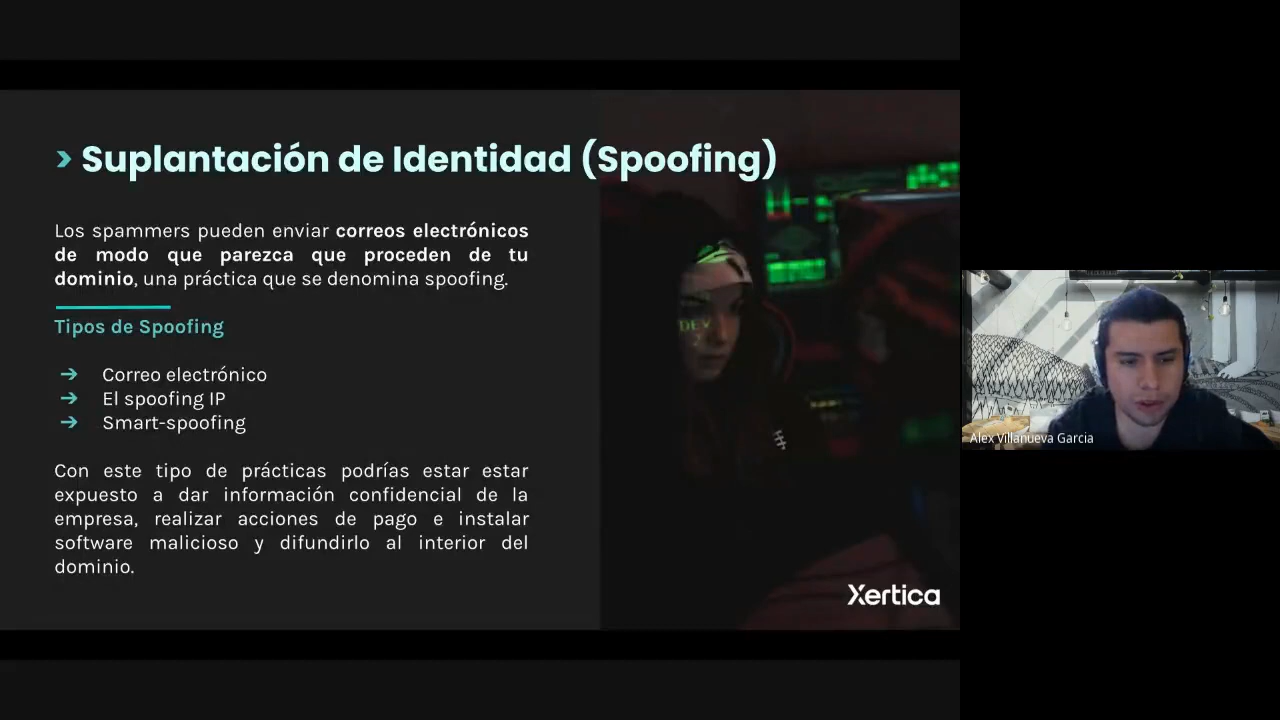 › Suplantación de Identidad (Spoofing)
Los spammers pueden enviar correos electrónicos
de modo que parezca que proceden de tu
dominio, una práctica que se denomina spoofing.
Tipos de Spoofing
➔ Correo electrónico
➔ El spoofing IP
➔ Smart-spoofing
Con este tipo de prácticas podrías estar estar
expuesto a dar información confidencial de la
empresa, realizar acciones de pago e instalar
software malicioso y difundirlo al interior del
dominio.
DEV
Xertica
Alex Villanueva Garcia